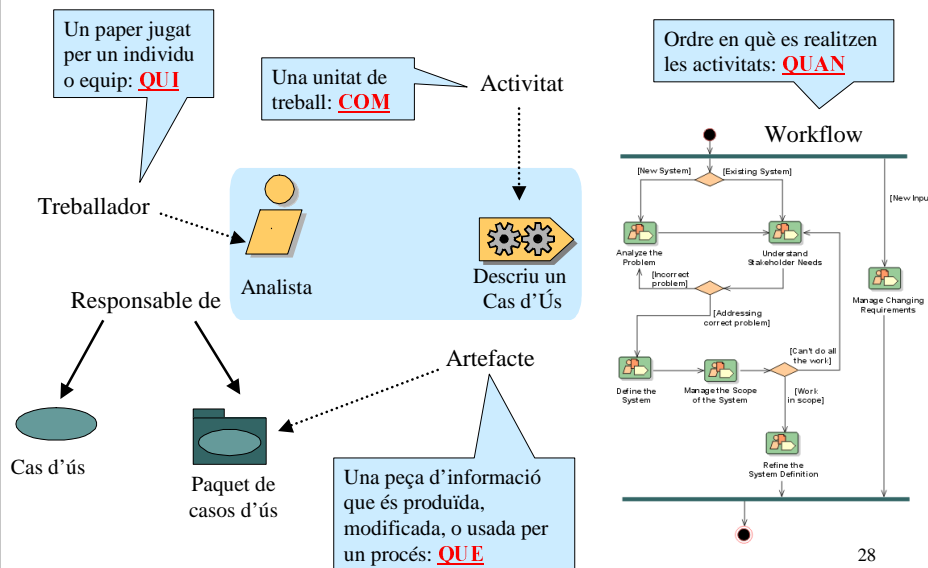 Un paper jugat
per un individu
o equip: QUI
Una unitat de
treball: COM
Activitat
Ordre en què es realitzen
les activitats: QUAN
Workflow
Treballador
Analista
Descriu un
Cas d'Ús
Responsable de
Cas d'ús
Paquet de
casos d'ús
Artefacte
Una peça d'informació
que és produïda,
modificada, o usada per
un procés: QUE
[New System]
[Existing System]
[New Inpu
Analyze the
Problem
Understand
Stakeholder Needs
[Incorrect
problem]
Manage Changing
Requirements
[Addressing
correct problem]
[Can't do all
the work]
Define the
System
Manage the Scope
of the System
[Work
in scope]
Refine the
System Definition
28